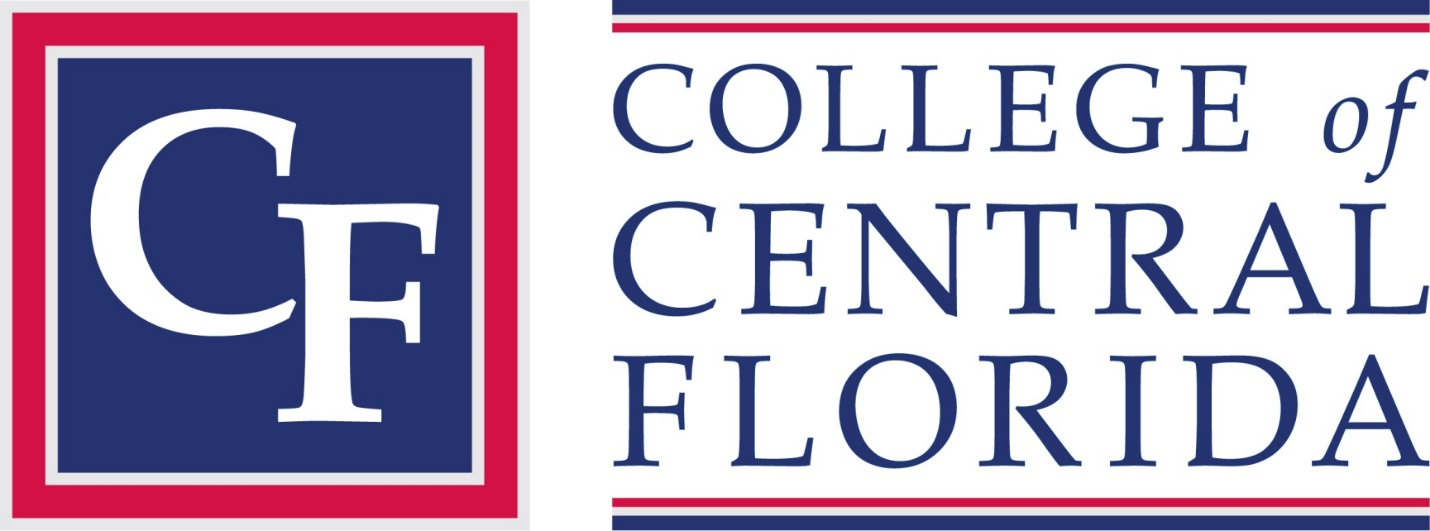 CF
COLLEGE of
CENTRAL
FLORIDA